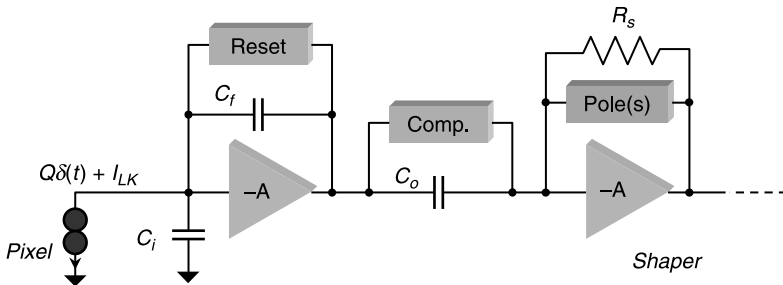 R_s
Reset
C_f
Pole(s)
Comp.
Qδ(t) + I_LK
–A
C_o
–A
C_i
Pixel
Shaper